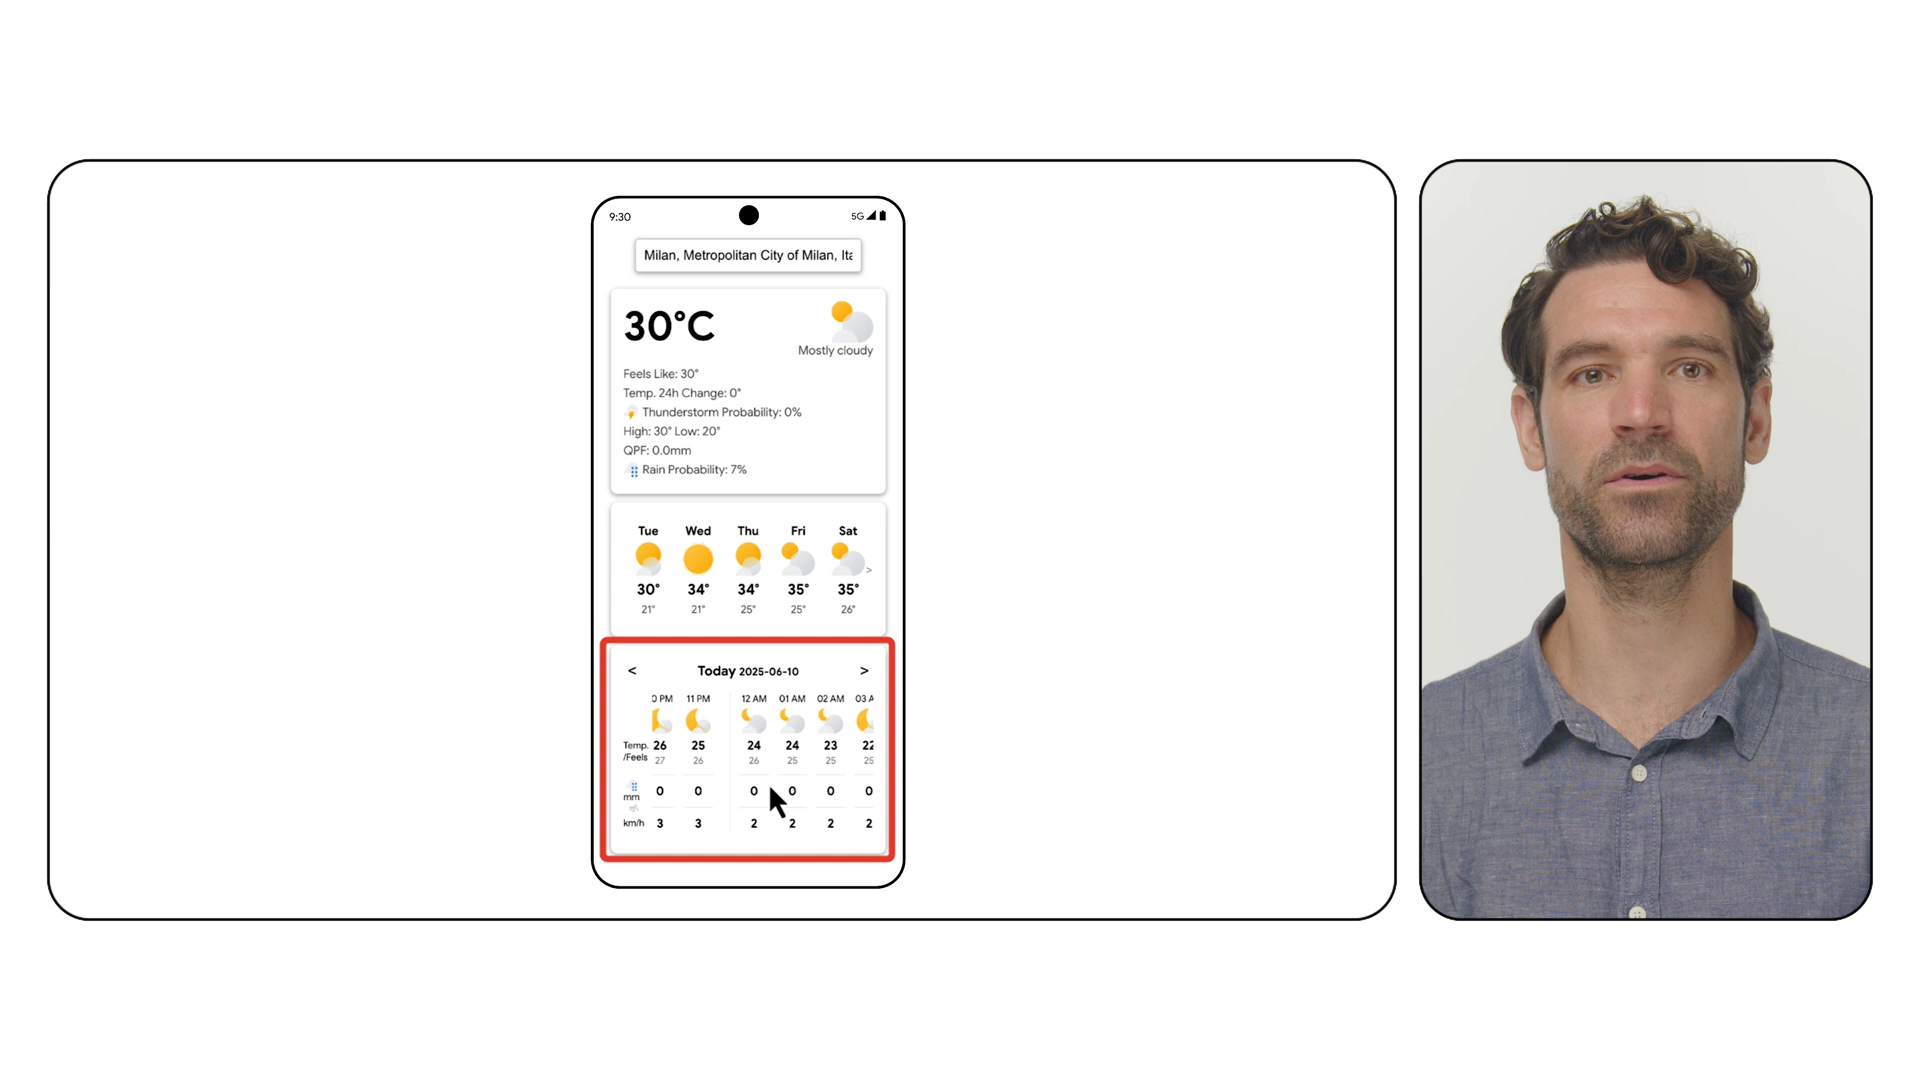 9:30
5G
Milan, Metropolitan City of Milan, Ita
30°C
Mostly cloudy
Feels Like: 30°
Temp. 24h Change: 0°
Thunderstorm Probability: 0%
High: 30° Low: 20°
QPF: 0.0mm
Rain Probability: 7%
Tue Wed Thu Fri Sat
>
30° 34° 34° 35° 35°
21° 21° 25° 25° 26°
< Today 2025-06-10 >
0 PM 11 PM 12 AM 01 AM 02 AM 03 A
Temp. 26 25 24 24 23 22
/Feels 27 26 26 25 25 25
0 0 0 0 0 0
mm
km/h 3 3 2 2 2 2